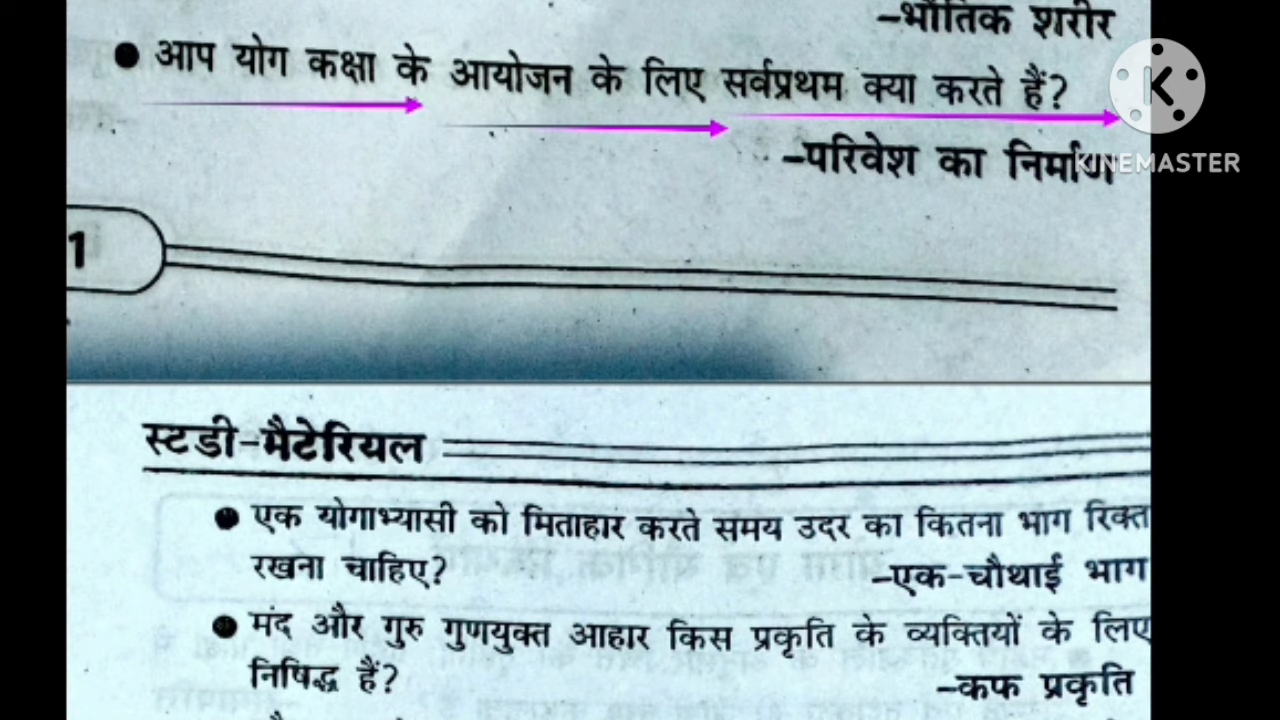 –भौतिक शरीर
● आप योग कक्षा के आयोजन के लिए सर्वप्रथम क्या करते हैं?
–परिवेश का निर्माण
K
KINEMASTER
1
स्टडी-मैटेरियल
● एक योगाभ्यासी को मिताहार करते समय उदर का कितना भाग रिक्त
रखना चाहिए?
–एक-चौथाई भाग
● मंद और गुरु गुणयुक्त आहार किस प्रकृति के व्यक्तियों के लिए
निषिद्ध हैं?
–कफ प्रकृति